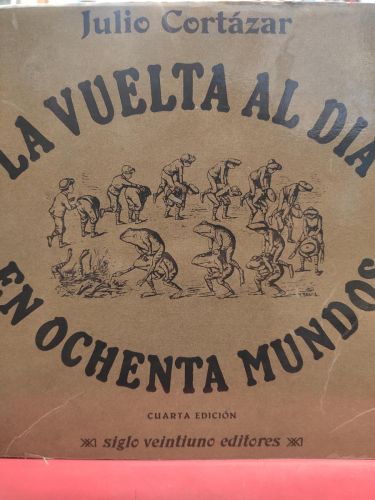 Julio Cortázar
LA VUELTA AL DIA
EN OCHENTA MUNDOS
CUARTA EDICIÓN
siglo veintiuno editores